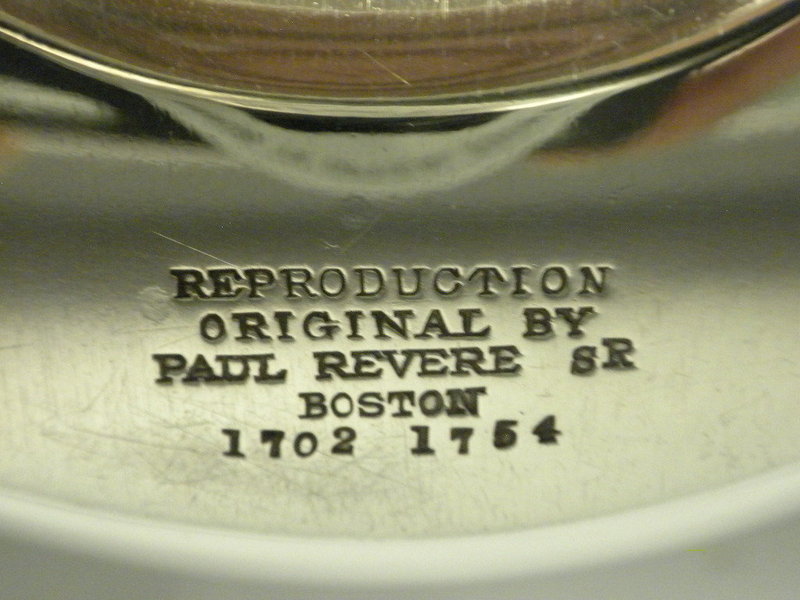 REPRODUCTION
ORIGINAL BY
PAUL REVERE SR
BOSTON
1702 1754